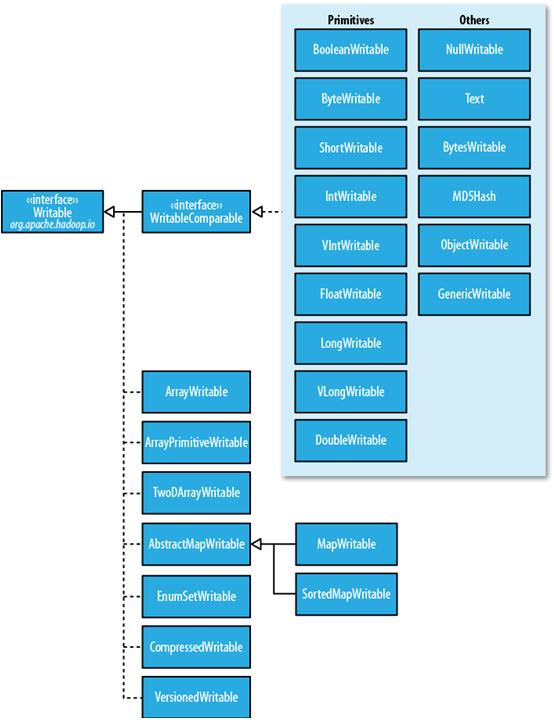 Primitives
Others
BooleanWritable
NullWritable
ByteWritable
Text
ShortWritable
BytesWritable
«interface»
Writable
org.apache.hadoop.io
«interface»
WritableComparable
IntWritable
MD5Hash
VIntWritable
ObjectWritable
FloatWritable
GenericWritable
LongWritable
VLongWritable
DoubleWritable
ArrayWritable
ArrayPrimitiveWritable
TwoDArrayWritable
AbstractMapWritable
MapWritable
SortedMapWritable
EnumSetWritable
CompressedWritable
VersionedWritable